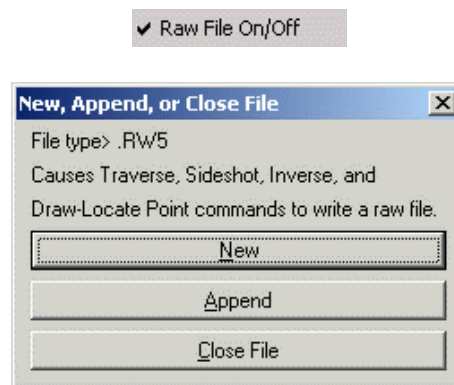 ✔ Raw File On/Off
New, Append, or Close File
File type> .RW5
Causes Traverse, Sideshot, Inverse, and
Draw-Locate Point commands to write a raw file.
New
Append
Close File